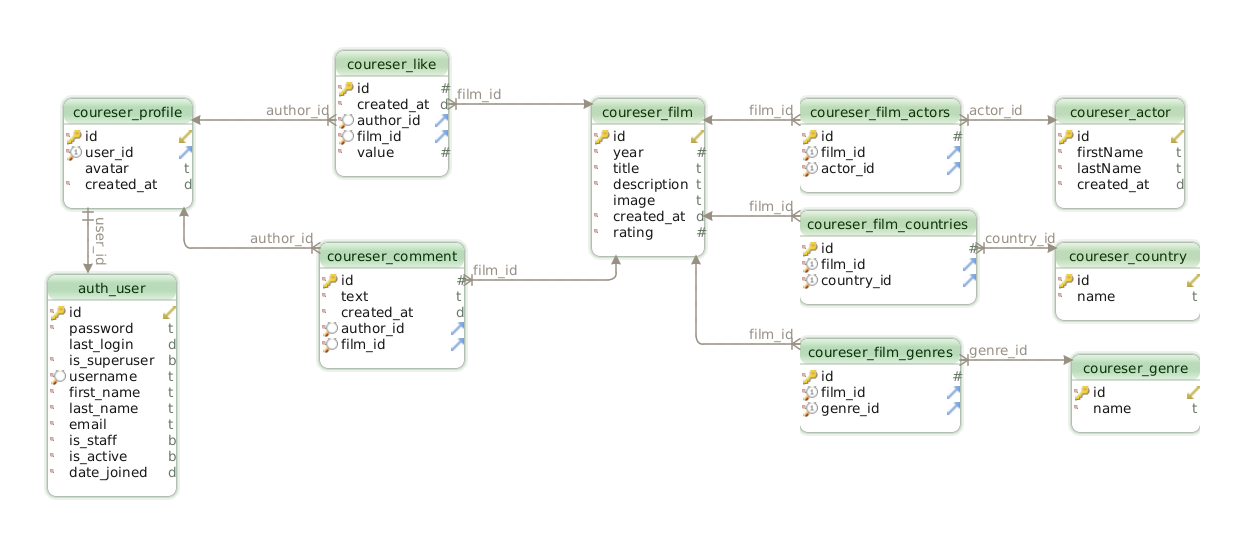 coureser_like
id #
created_at d
author_id
film_id
value #
coureser_profile
id
user_id
avatar t
created_at d
author_id
film_id
user_id
author_id
auth_user
id
password t
last_login d
is_superuser b
username t
first_name t
last_name t
email t
is_staff b
is_active b
date_joined d
coureser_comment
id #
text t
created_at d
author_id
film_id
film_id
coureser_film
id
year #
title t
description t
image t
created_at d
rating #
film_id
film_id
film_id
coureser_film_actors
id #
film_id
actor_id
actor_id
coureser_actor
id
firstName t
lastName t
created_at d
coureser_film_countries
id #
film_id
country_id
country_id
coureser_country
id
name t
coureser_film_genres
id #
film_id
genre_id
genre_id
coureser_genre
id
name t